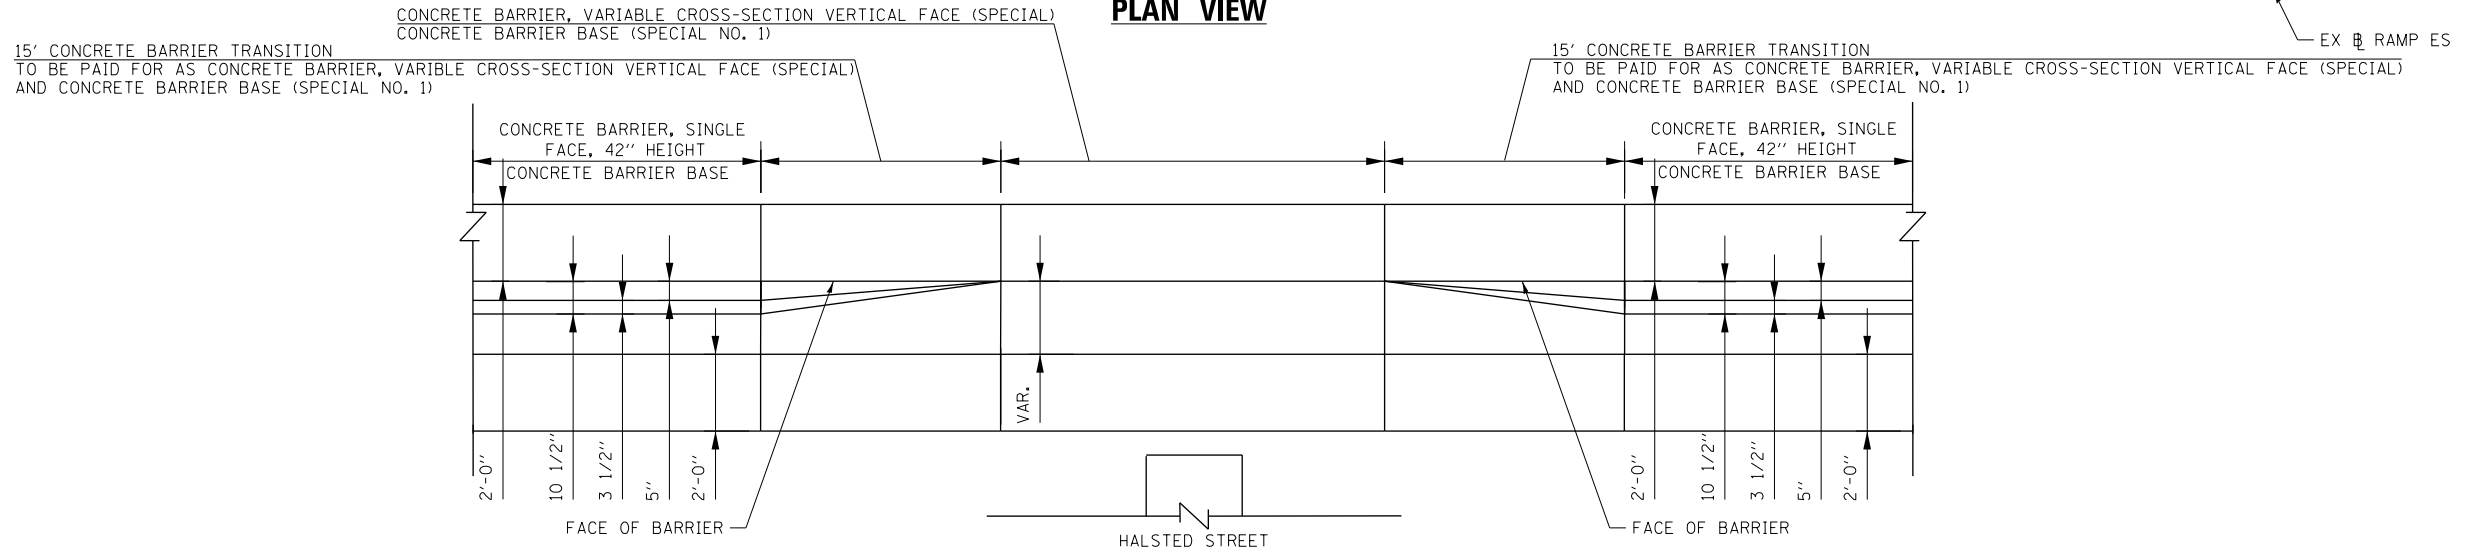 PLAN VIEW
CONCRETE BARRIER, VARIABLE CROSS-SECTION VERTICAL FACE (SPECIAL)
CONCRETE BARRIER BASE (SPECIAL NO. 1)
15' CONCRETE BARRIER TRANSITION
TO BE PAID FOR AS CONCRETE BARRIER, VARIBLE CROSS-SECTION VERTICAL FACE (SPECIAL)
AND CONCRETE BARRIER BASE (SPECIAL NO. 1)
15' CONCRETE BARRIER TRANSITION
TO BE PAID FOR AS CONCRETE BARRIER, VARIABLE CROSS-SECTION VERTICAL FACE (SPECIAL)
AND CONCRETE BARRIER BASE (SPECIAL NO. 1)
EX ⅊ RAMP ES
CONCRETE BARRIER, SINGLE
FACE, 42" HEIGHT
CONCRETE BARRIER BASE
CONCRETE BARRIER, SINGLE
FACE, 42" HEIGHT
CONCRETE BARRIER BASE
2'-0"
10 1/2"
3 1/2"
5"
2'-0"
VAR.
2'-0"
10 1/2"
3 1/2"
5"
2'-0"
FACE OF BARRIER
FACE OF BARRIER
HALSTED STREET